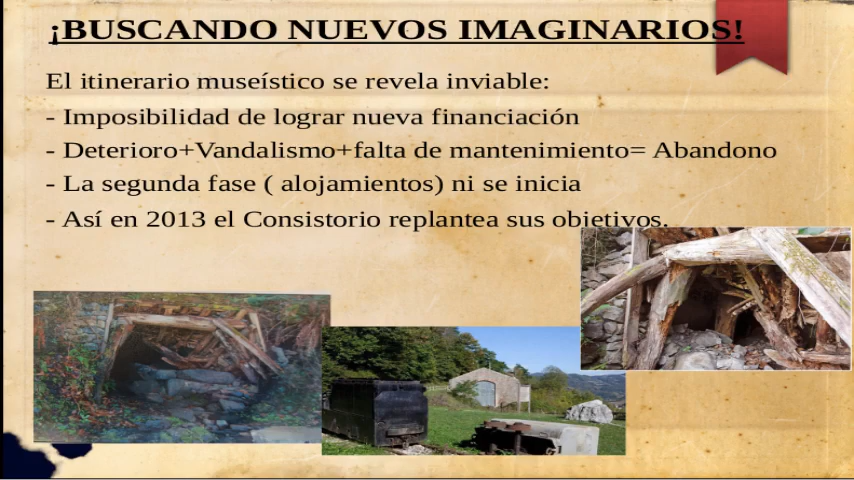 ¡BUSCANDO NUEVOS IMAGINARIOS!
El itinerario museístico se revela inviable:
- Imposibilidad de lograr nueva financiación
- Deterioro+Vandalismo+falta de mantenimiento= Abandono
- La segunda fase ( alojamientos) ni se inicia
- Así en 2013 el Consistorio replantea sus objetivos.